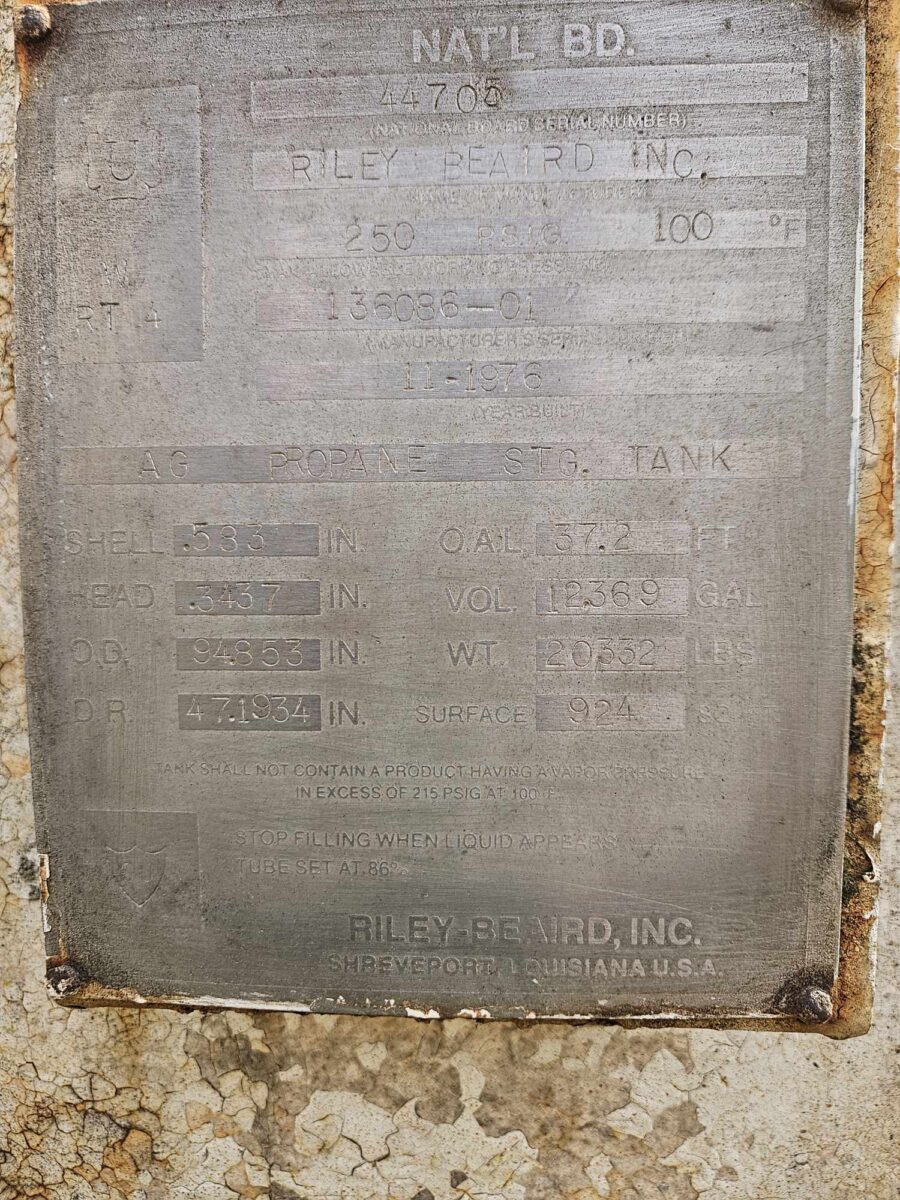 NAT'L BD.
44705
(NATIONAL BOARD SERIAL NUMBER)
U
RILEY BEAIRD INC.
250 PSIG. 100 °F
W
136086-01
RT 4
(MANUFACTURER'S
11-1976
(YEAR BUILT)
AG PROPANE STG. TANK
SHELL .583 IN. O.A.L. 37.2 FT
HEAD .3437 IN. VOL. 12369 GAL
O.D. 94.853 IN. WT. 20332 LBS
D.R. 47.1934 IN. SURFACE 924
TANK SHALL NOT CONTAIN A PRODUCT HAVING A VAPOR PRESSURE
IN EXCESS OF 215 PSIG AT 100°F
STOP FILLING WHEN LIQUID APPEARS
TUBE SET AT 86%
U
RILEY-BEAIRD, INC.
SHREVEPORT, LOUISIANA U.S.A.